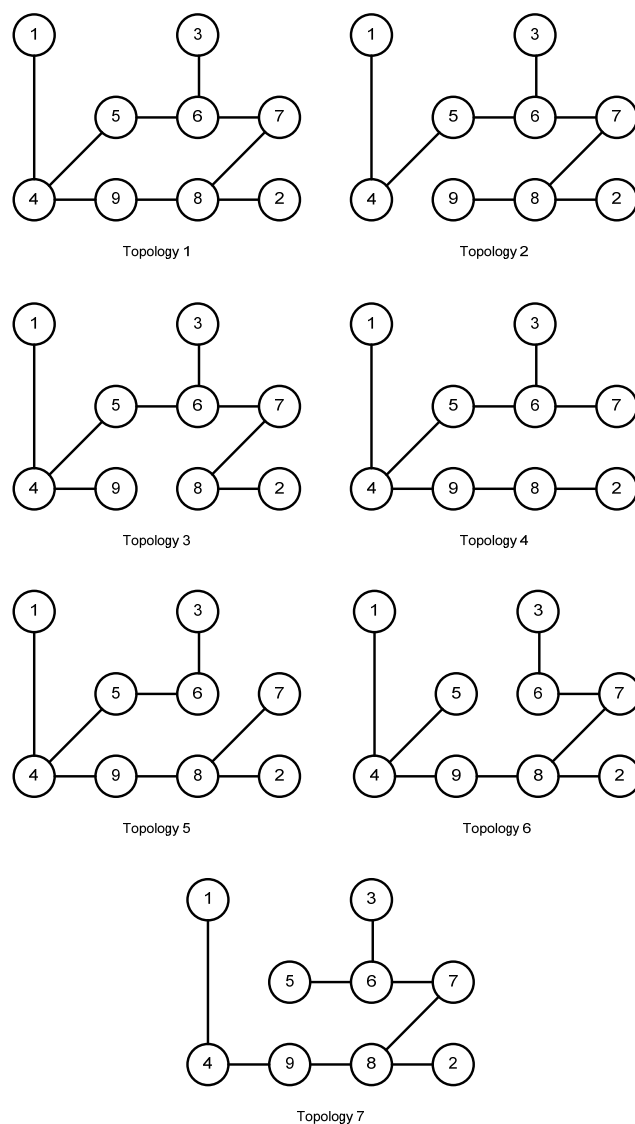 1 3 1 3
5 6 7 5 6 7
4 9 8 2 4 9 8 2
Topology 1 Topology 2
1 3 1 3
5 6 7 5 6 7
4 9 8 2 4 9 8 2
Topology 3 Topology 4
1 3 1 3
5 6 7 5 6 7
4 9 8 2 4 9 8 2
Topology 5 Topology 6
1 3
5 6 7
4 9 8 2
Topology 7